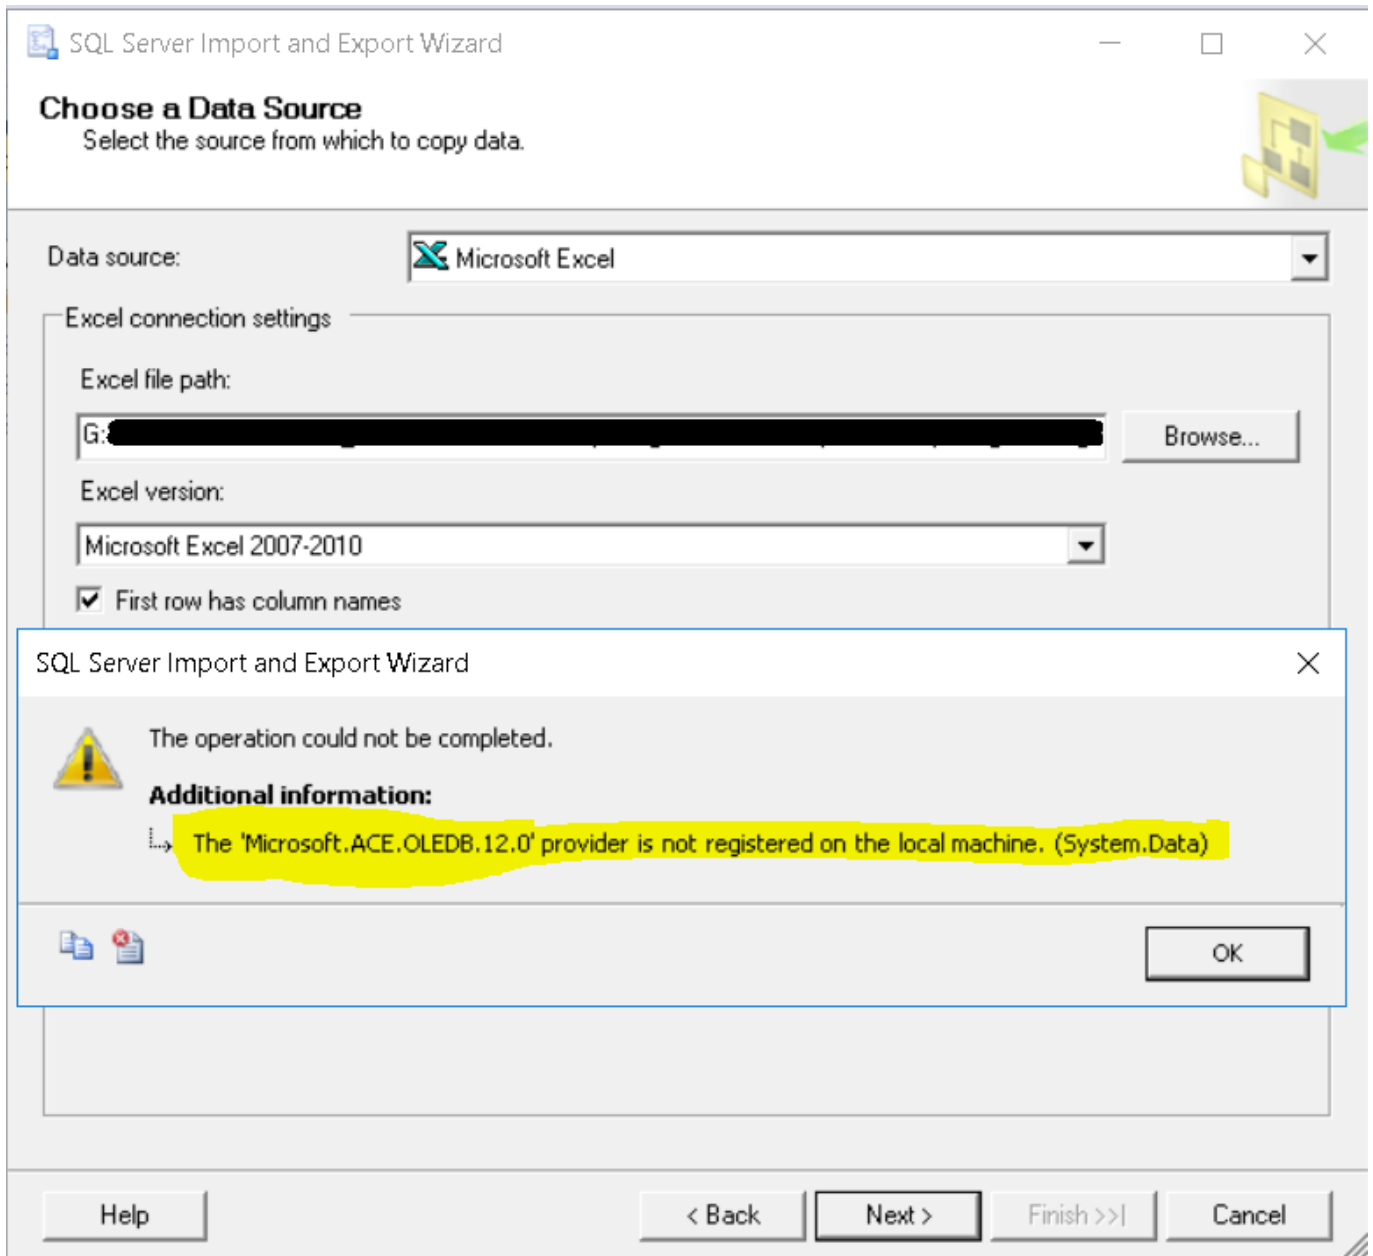 SQL Server Import and Export Wizard
Choose a Data Source
Select the source from which to copy data.
Data source:
Microsoft Excel
Excel connection settings
Excel file path:
G:
Browse...
Excel version:
Microsoft Excel 2007-2010
First row has column names
SQL Server Import and Export Wizard
The operation could not be completed.
Additional information:
The 'Microsoft.ACE.OLEDB.12.0' provider is not registered on the local machine. (System.Data)
OK
Help
< Back
Next >
Finish >>|
Cancel